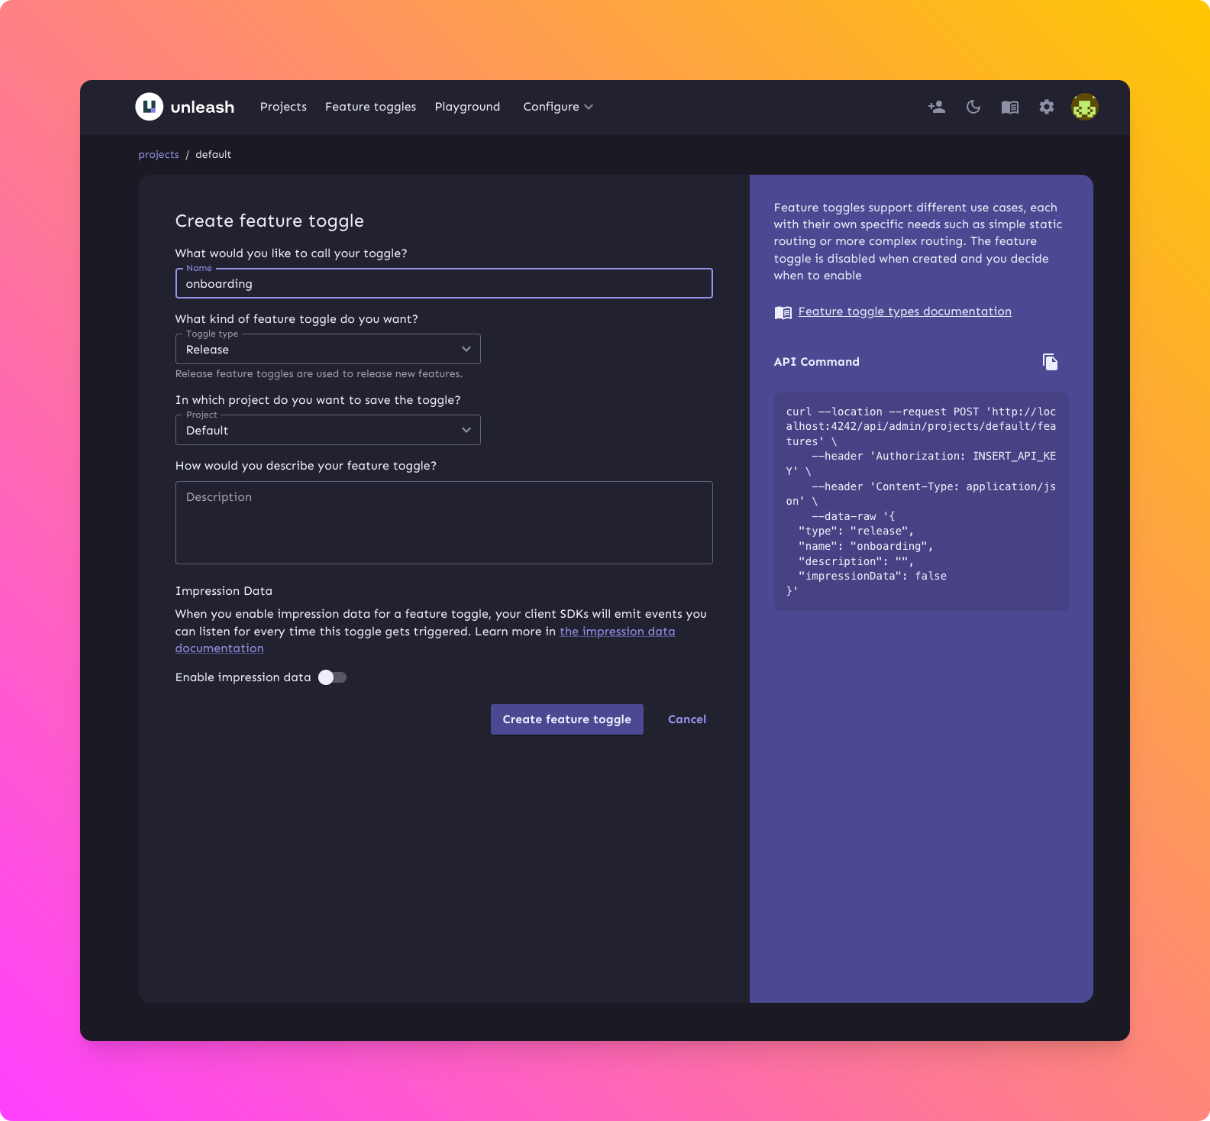 unleash Projects Feature toggles Playground Configure
projects / default
Create feature toggle
What would you like to call your toggle?
Name
onboarding
What kind of feature toggle do you want?
Toggle type
Release
Release feature toggles are used to release new features.
In which project do you want to save the toggle?
Project
Default
How would you describe your feature toggle?
Description
Impression Data
When you enable impression data for a feature toggle, your client SDKs will emit events you
can listen for every time this toggle gets triggered. Learn more in the impression data
documentation
Enable impression data
Create feature toggle Cancel
Feature toggles support different use cases, each
with their own specific needs such as simple static
routing or more complex routing. The feature
toggle is disabled when created and you decide
when to enable
Feature toggle types documentation
API Command
curl --location --request POST 'http://loc
alhost:4242/api/admin/projects/default/fea
tures' \
    --header 'Authorization: INSERT_API_KE
Y' \
    --header 'Content-Type: application/js
on' \
    --data-raw '{
  "type": "release",
  "name": "onboarding",
  "description": "",
  "impressionData": false
}'